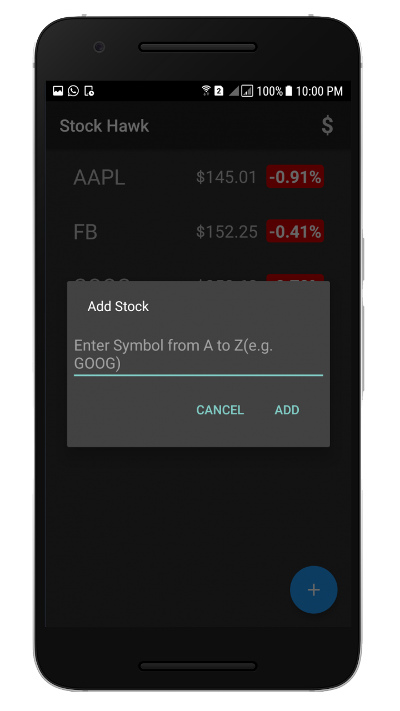 2 100% 10:00 PM
Stock Hawk $
AAPL $145.01 -0.91%
FB $152.25 -0.41%
Add Stock
Enter Symbol from A to Z(e.g.
GOOG)
CANCEL ADD
+